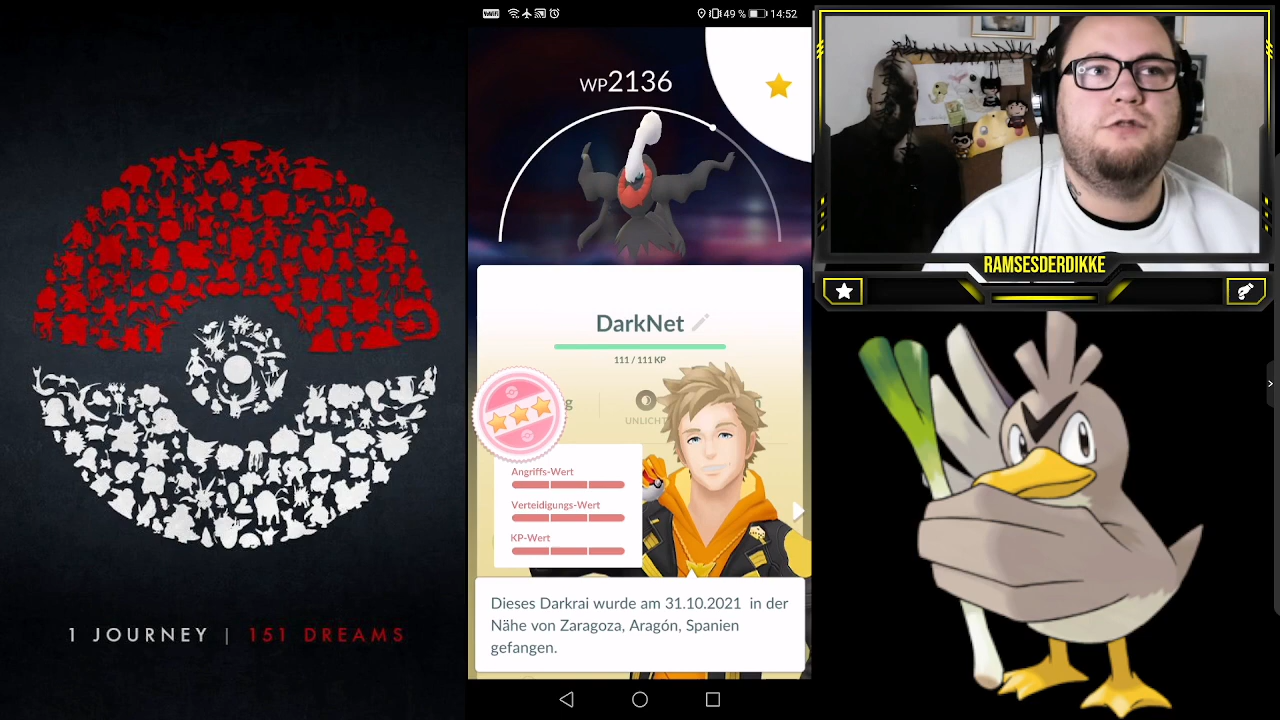 1 JOURNEY | 151 DREAMS
49 % 14:52
WP2136
DarkNet
111 / 111 KP
UNLICHT
Angriffs-Wert
Verteidigungs-Wert
KP-Wert
Dieses Darkrai wurde am 31.10.2021 in der
Nähe von Zaragoza, Aragón, Spanien
gefangen.
RAMSESDERDIKKE